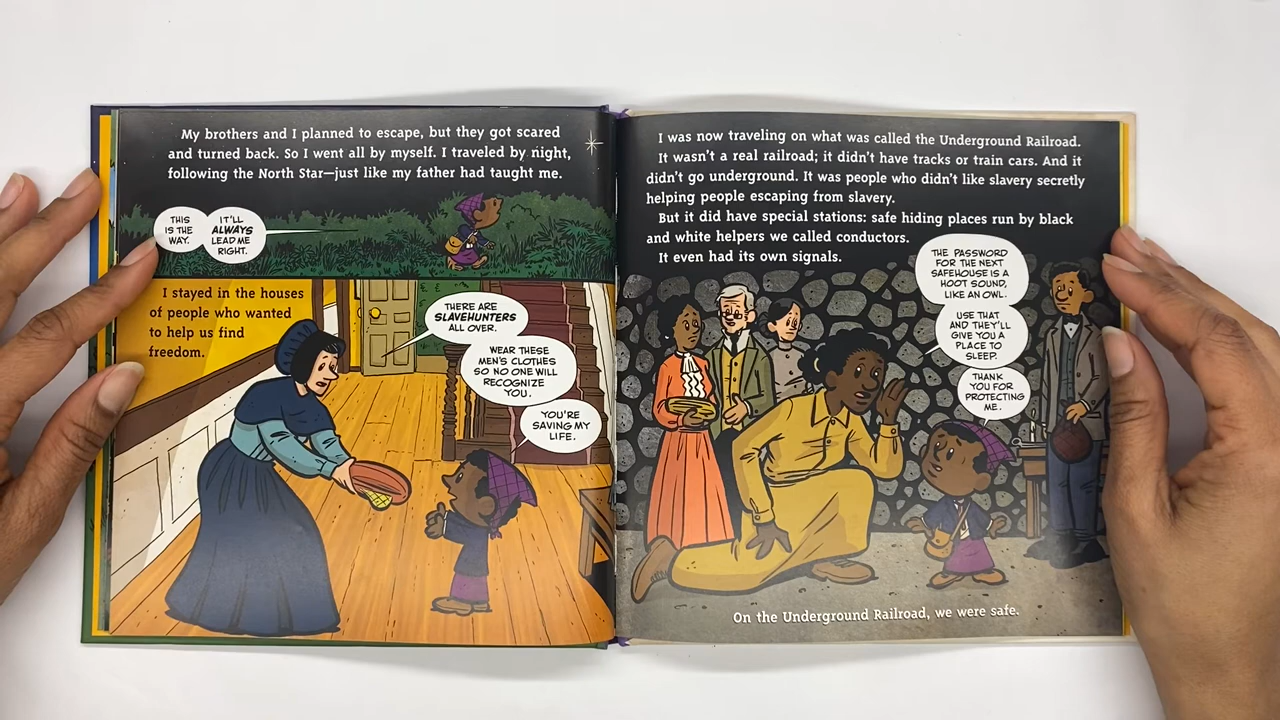 My brothers and I planned to escape, but they got scared
and turned back. So I went all by myself. I traveled by night,
following the North Star—just like my father had taught me.
THIS
IS THE
WAY.
IT'LL
ALWAYS
LEAD ME
RIGHT.
I stayed in the houses
of people who wanted
to help us find
freedom.
THERE ARE
SLAVEHUNTERS
ALL OVER.
WEAR THESE
MEN'S CLOTHES
SO NO ONE WILL
RECOGNIZE
YOU.
YOU'RE
SAVING MY
LIFE.
I was now traveling on what was called the Underground Railroad.
It wasn't a real railroad; it didn't have tracks or train cars. And it
didn't go underground. It was people who didn't like slavery secretly
helping people escaping from slavery.
But it did have special stations: safe hiding places run by black
and white helpers we called conductors.
It even had its own signals.
THE PASSWORD
FOR THE NEXT
SAFEHOUSE IS A
HOOT SOUND,
LIKE AN OWL.
USE THAT
AND THEY'LL
GIVE YOU A
PLACE TO
SLEEP.
THANK
YOU FOR
PROTECTING
ME.
On the Underground Railroad, we were safe.